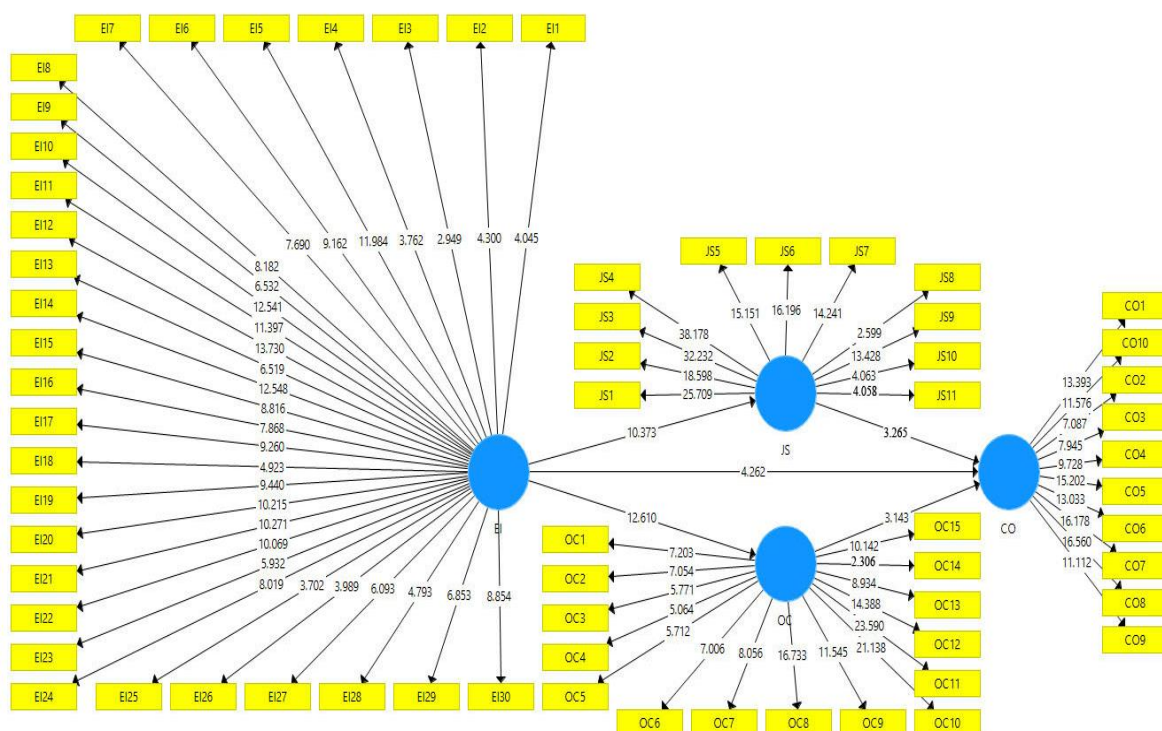 EI7 EI6 EI5 EI4 EI3 EI2 EI1
EI8
EI9
EI10
EI11
EI12
EI13
EI14
EI15
EI16
EI17
EI18
EI19
EI20
EI21
EI22
EI23
EI24
EI25 EI26 EI27 EI28 EI29 EI30
7.690 9.162 11.984 3.762 2.949 4.300 4.045
8.182
6.532
12.541
11.397
13.730
6.519
12.548
8.816
7.868
9.260
4.923
9.440
10.215
10.271
10.069
5.932
8.019
3.702 3.989 6.093 4.793 6.853 8.854
EI
10.373
4.262
12.610
JS5 JS6 JS7
JS4
JS3
JS2
JS1
JS8
JS9
JS10
JS11
15.151 16.196 14.241
38.178
32.232
18.598
25.709
2.599
13.428
4.063
4.058
JS
3.265
3.143
OC1
OC2
OC3
OC4
OC5
7.203
7.054
5.771
5.064
5.712
OC
OC15
OC14
OC13
OC12
OC11
OC10
10.142
2.306
8.934
14.388
23.590
21.138
7.006 8.056 16.733 11.545
OC6 OC7 OC8 OC9
CO
CO1
CO10
CO2
CO3
CO4
CO5
CO6
CO7
CO8
CO9
13.393
11.576
7.087
7.945
9.728
15.202
13.033
16.178
16.560
11.112